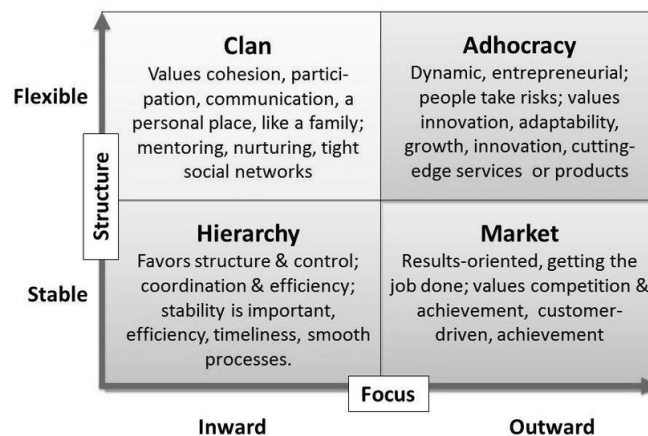 Clan
Values cohesion, partici-
pation, communication, a
personal place, like a family;
mentoring, nurturing, tight
social networks
Adhocracy
Dynamic, entrepreneurial;
people take risks; values
innovation, adaptability,
growth, innovation, cutting-
edge services or products
Flexible
Structure
Stable
Hierarchy
Favors structure & control;
coordination & efficiency;
stability is important,
efficiency, timeliness, smooth
processes.
Market
Results-oriented, getting the
job done; values competition &
achievement, customer-
driven, achievement
Focus
Inward
Outward